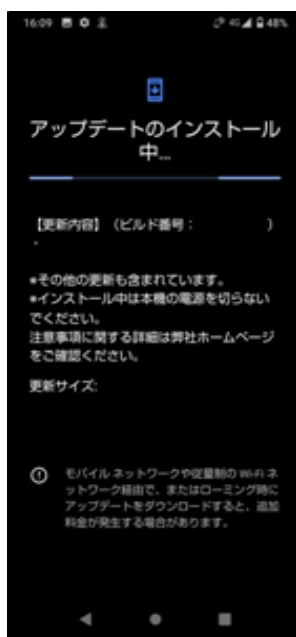 16:09 4G 48%
アップデートのインストール
中...
【更新内容】（ビルド番号： ）
.
*その他の更新も含まれています。
*インストール中は本機の電源を切らない
でください。
注意事項に関する詳細は弊社ホームページ
をご確認ください。
更新サイズ:
モバイル ネットワークや従量制の Wi-Fi ネ
ットワーク経由で、またはローミング時に
アップデートをダウンロードすると、追加
料金が発生する場合があります。